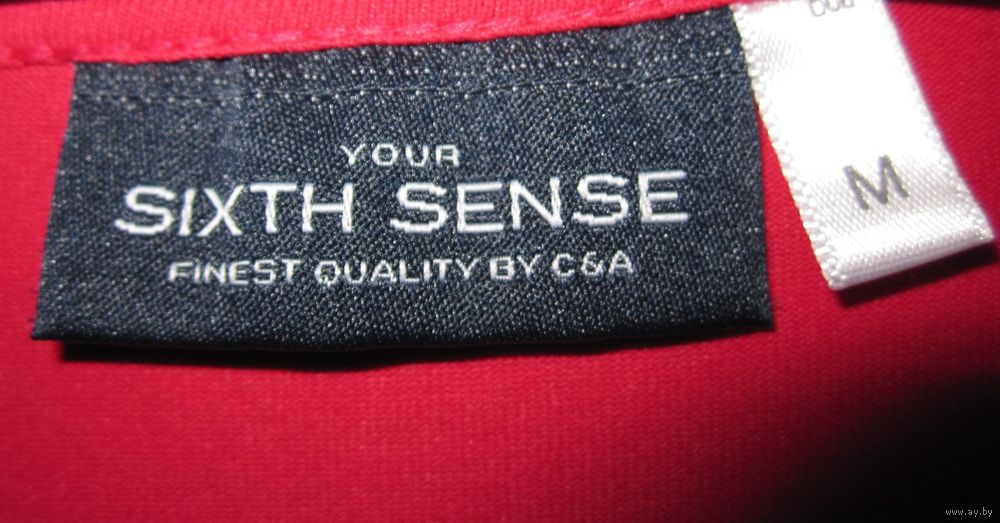 YOUR
SIXTH SENSE
FINEST QUALITY BY C&A
M
www.ay.by